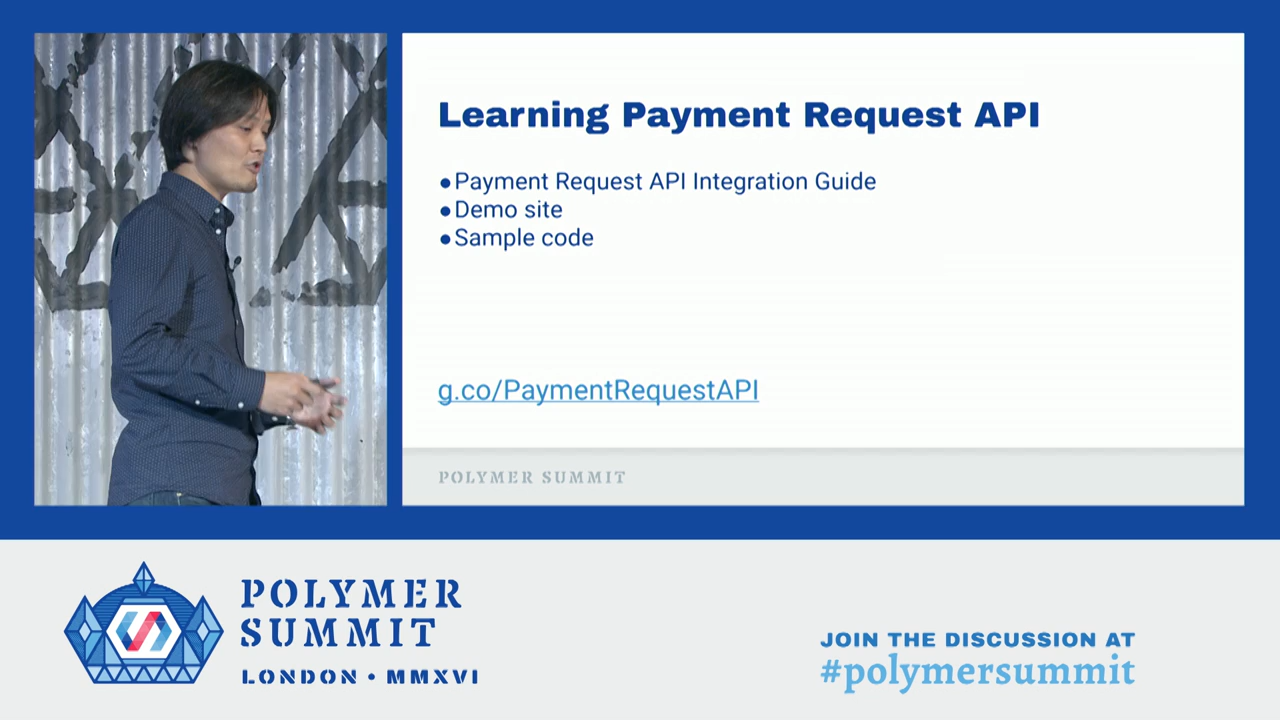 Learning Payment Request API
●Payment Request API Integration Guide
●Demo site
●Sample code
g.co/PaymentRequestAPI
POLYMER SUMMIT
POLYMER
SUMMIT
LONDON • MMXVI
JOIN THE DISCUSSION AT
#polymersummit